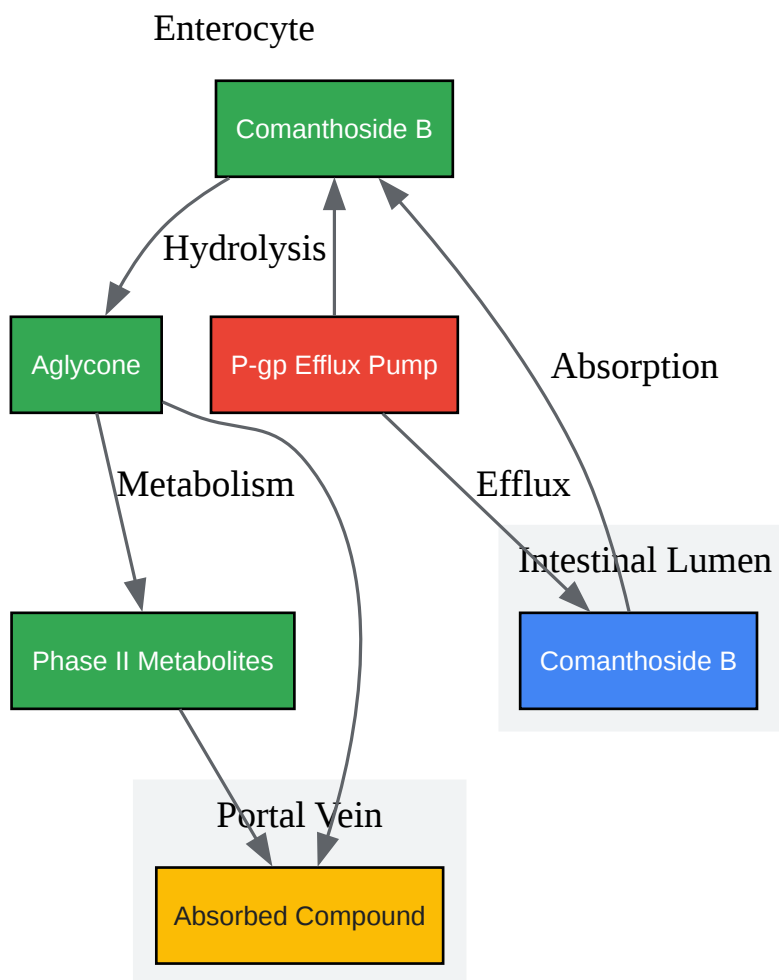 Enterocyte
Comanthoside B
Hydrolysis
Aglycone
P-gp Efflux Pump
Absorption
Metabolism
Efflux
Intestinal Lumen
Phase II Metabolites
Comanthoside B
Portal Vein
Absorbed Compound